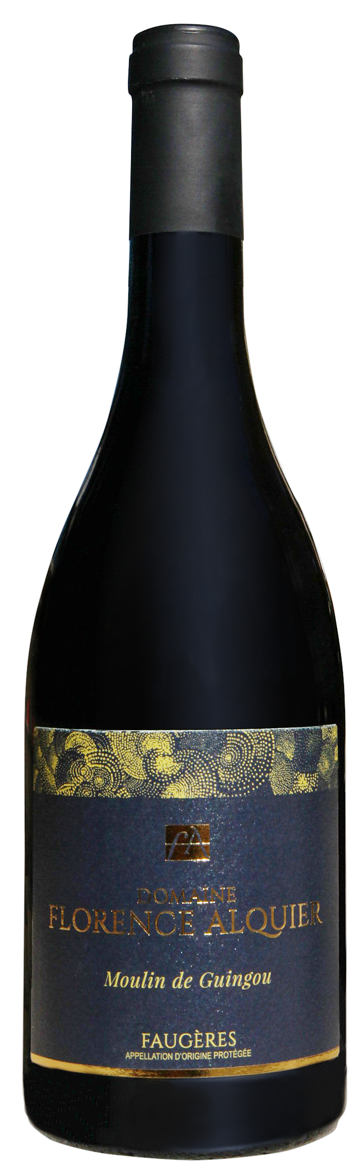 fA
DOMAINE
FLORENCE ALQUIER
Moulin de Guingou
FAUGÈRES
APPELLATION D'ORIGINE PROTÉGÉE